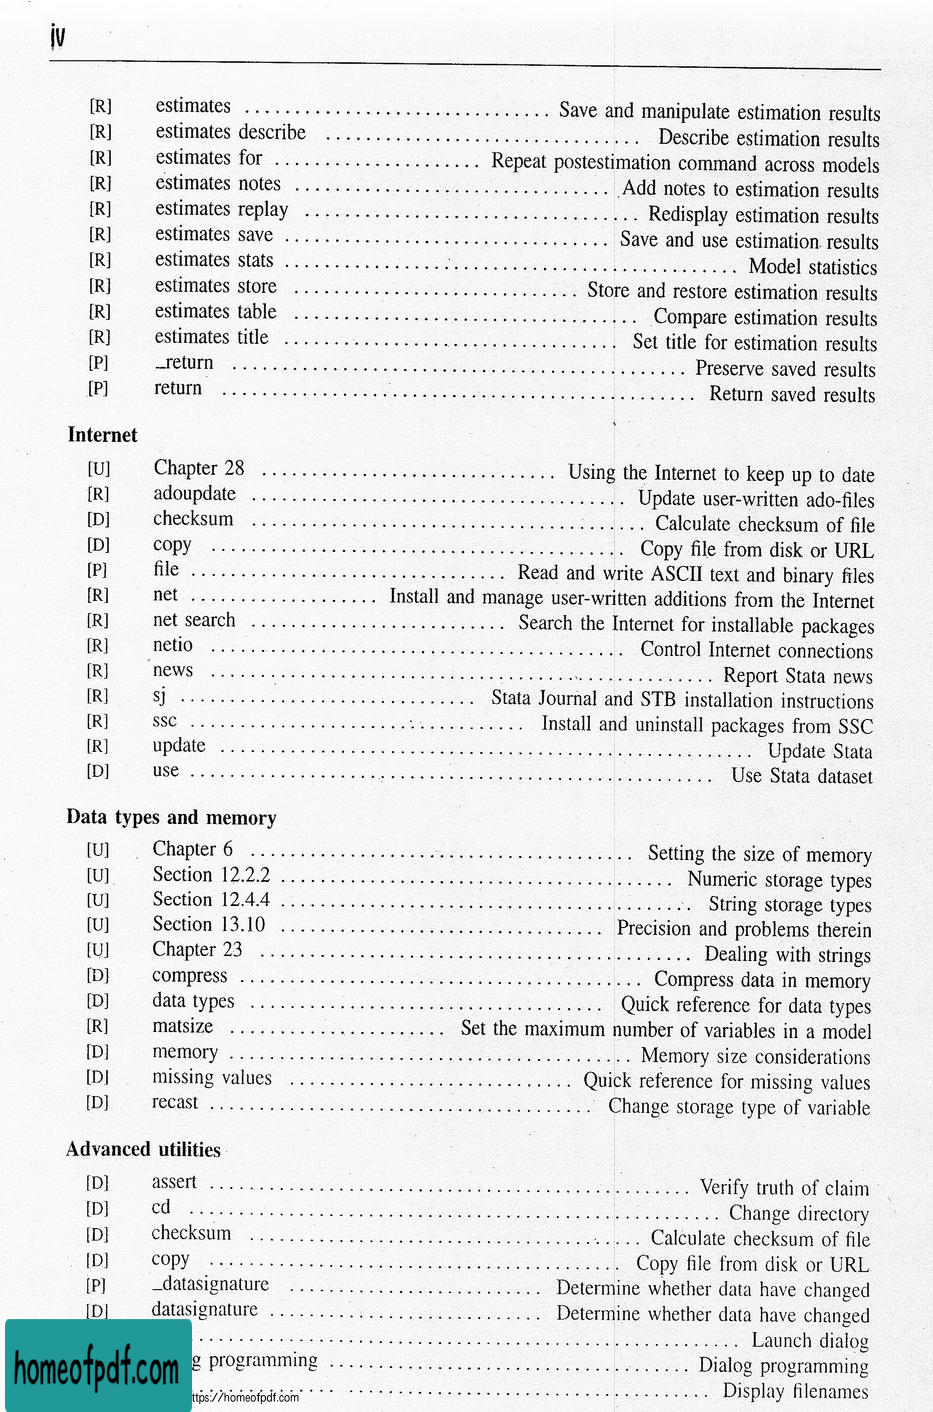 iv
[R] estimates .............................. Save and manipulate estimation results
[R] estimates describe .............................. Describe estimation results
[R] estimates for .................... Repeat postestimation command across models
[R] estimates notes .............................. Add notes to estimation results
[R] estimates replay .............................. Redisplay estimation results
[R] estimates save .............................. Save and use estimation results
[R] estimates stats .............................. Model statistics
[R] estimates store .............................. Store and restore estimation results
[R] estimates table .............................. Compare estimation results
[R] estimates title .............................. Set title for estimation results
[P] _return .............................. Preserve saved results
[P] return .............................. Return saved results
Internet
[U] Chapter 28 .............................. Using the Internet to keep up to date
[R] adoupdate .............................. Update user-written ado-files
[D] checksum .............................. Calculate checksum of file
[D] copy .............................. Copy file from disk or URL
[P] file .............................. Read and write ASCII text and binary files
[R] net ................... Install and manage user-written additions from the Internet
[R] net search .......................... Search the Internet for installable packages
[R] netio .............................. Control Internet connections
[R] news .............................. Report Stata news
[R] sj .............................. Stata Journal and STB installation instructions
[R] ssc .............................. Install and uninstall packages from SSC
[R] update .............................. Update Stata
[D] use .............................. Use Stata dataset
Data types and memory
[U] Chapter 6 .............................. Setting the size of memory
[U] Section 12.2.2 .............................. Numeric storage types
[U] Section 12.4.4 .............................. String storage types
[U] Section 13.10 .............................. Precision and problems therein
[U] Chapter 23 .............................. Dealing with strings
[D] compress .............................. Compress data in memory
[D] data types .............................. Quick reference for data types
[R] matsize ...................... Set the maximum number of variables in a model
[D] memory .............................. Memory size considerations
[D] missing values ............................ Quick reference for missing values
[D] recast .............................. Change storage type of variable
Advanced utilities
[D] assert .............................. Verify truth of claim
[D] cd .............................. Change directory
[D] checksum .............................. Calculate checksum of file
[D] copy .............................. Copy file from disk or URL
[P] _datasignature .......................... Determine whether data have changed
[D] datasignature ............................ Determine whether data have changed
.............................. Launch dialog
g programming .............................. Dialog programming
.............................. Display filenames
homeofpdf.com
ttps://homeofpdf.com